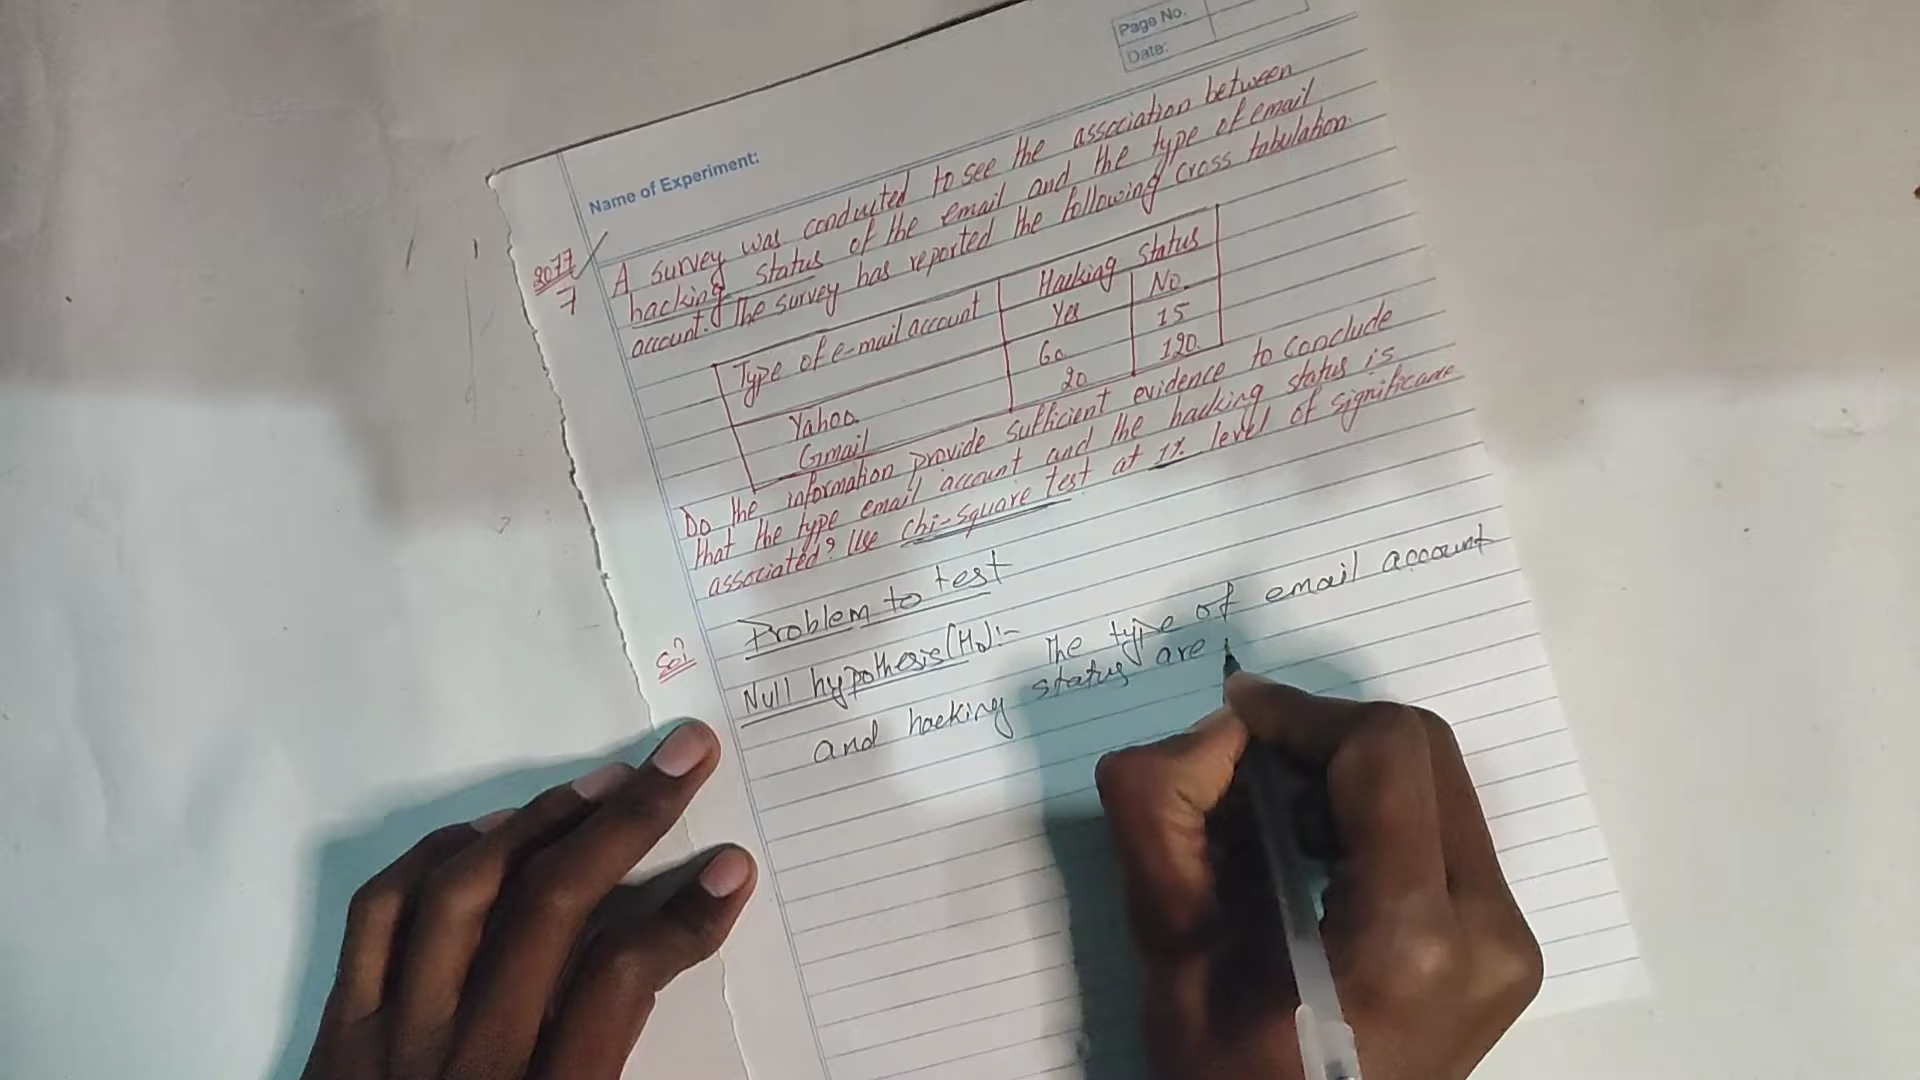 Page No.
Date:
Name of Experiment:
2077
7
A survey was conducted to see the association between
hacking status of the email and the type of email
account. The survey has reported the following cross tabulation.
Type of e-mail account
Hacking Status
Yes
No.
Yahoo.
60
15
Gmail
20
120
Do the information provide sufficient evidence to conclude
that the type email account and the hacking status is
associated? Use Chi-square test at 1% level of significance
Problem to test
Null hypothesis (H0):- The type of email account
and hacking status are